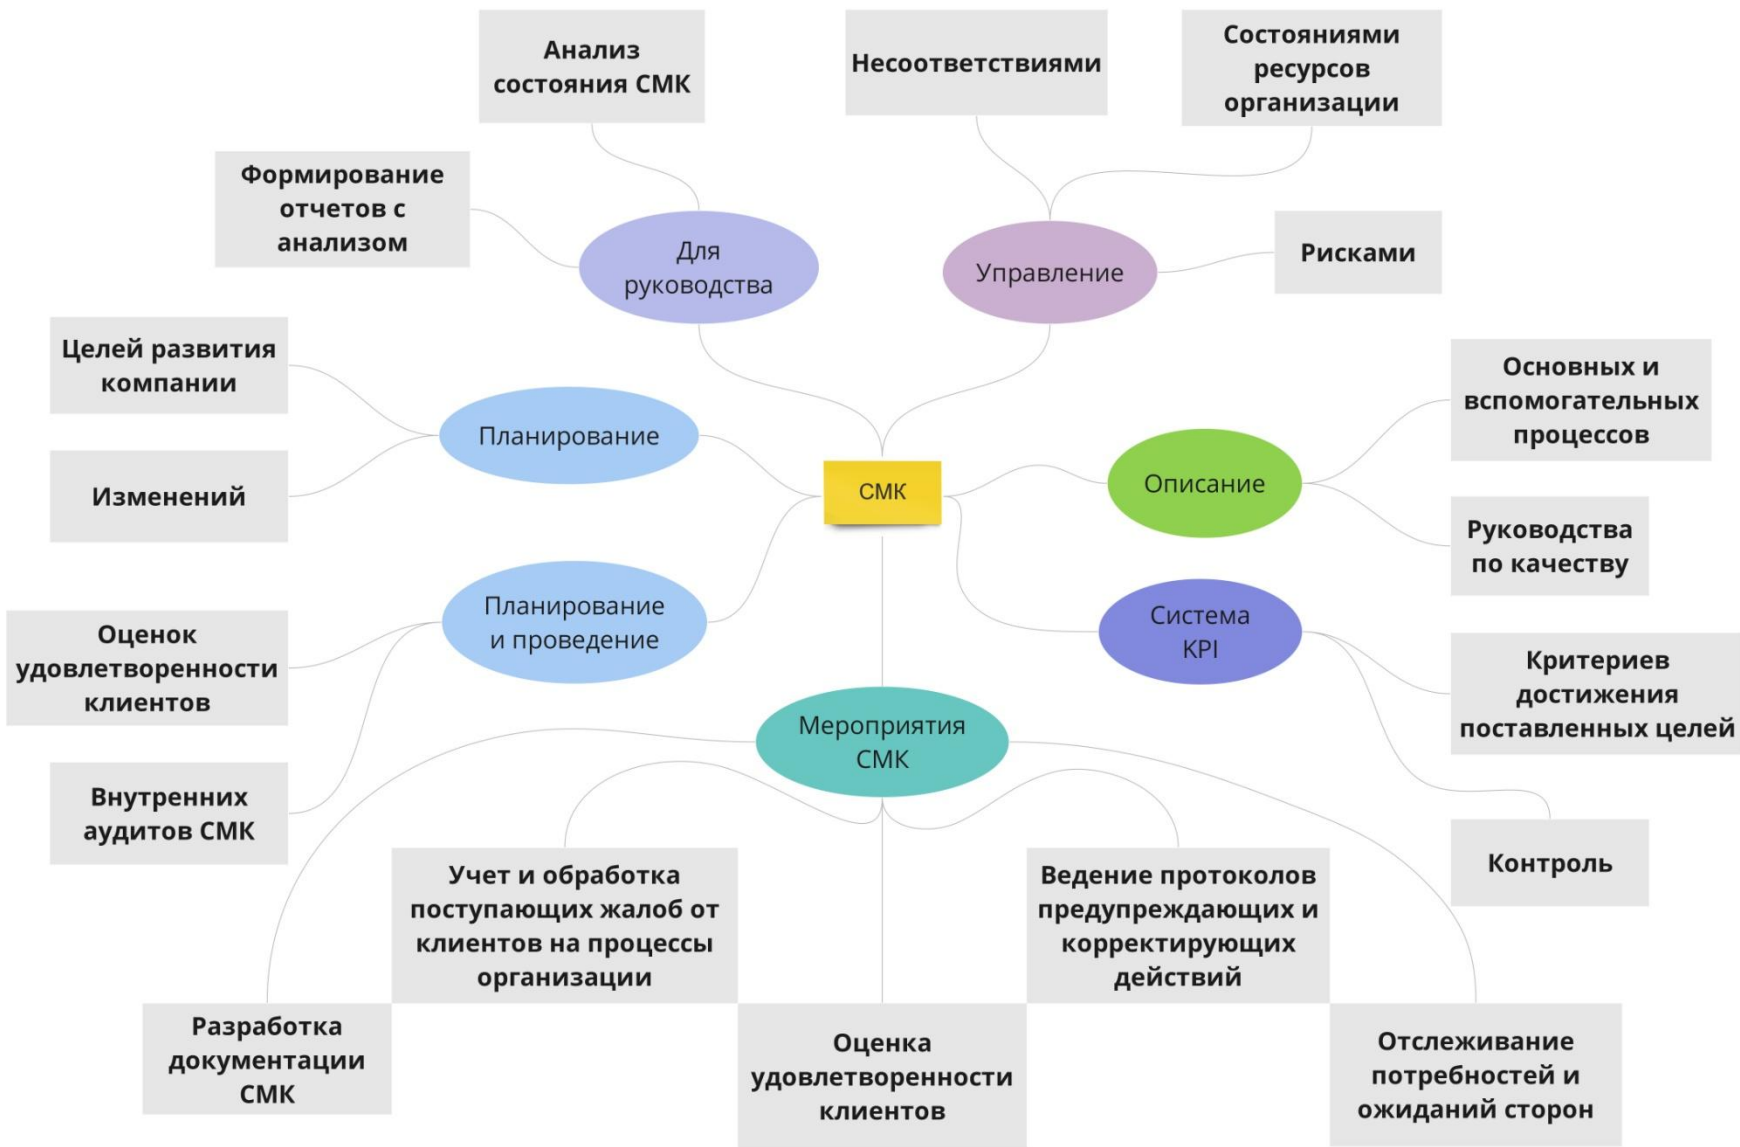 Анализ
состояния СМК
Несоответствиями
Состояниями
ресурсов
организации
Формирование
отчетов с
анализом
Для
руководства
Управление
Рисками
Целей развития
компании
Планирование
Изменений
СМК
Описание
Основных и
вспомогательных
процессов
Руководства
по качеству
Планирование
и проведение
Оценок
удовлетворенности
клиентов
Внутренних
аудитов СМК
Система
KPI
Критериев
достижения
поставленных целей
Контроль
Мероприятия
СМК
Учет и обработка
поступающих жалоб от
клиентов на процессы
организации
Ведение протоколов
предупреждающих и
корректирующих
действий
Разработка
документации
СМК
Оценка
удовлетворенности
клиентов
Отслеживание
потребностей и
ожиданий сторон